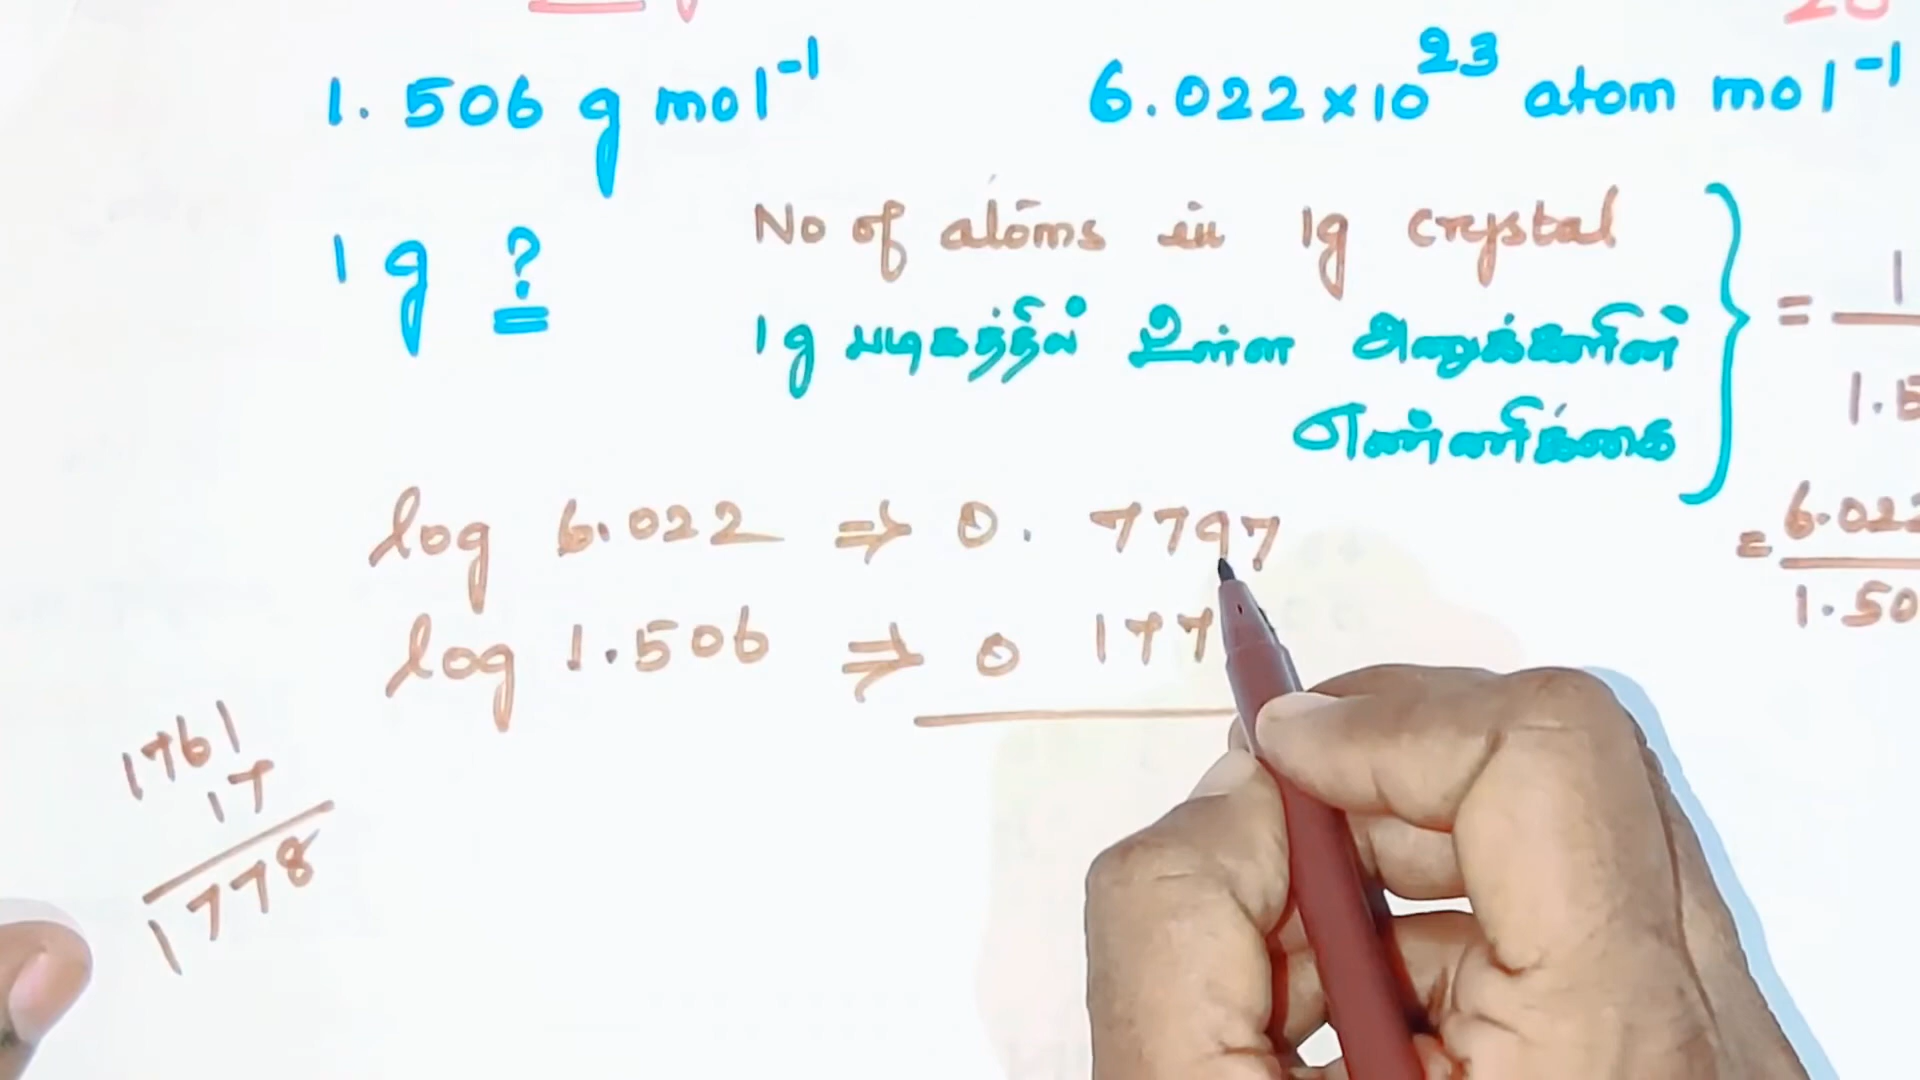 1.506 g mol⁻¹
6.022×10²³ atom mol⁻¹
1 g ?
No of atoms in 1g crystal
1g படிகத்தில் உள்ள அணுக்களின்
எண்ணிக்கை
= 1
1.5
= 6.022
1.50
log 6.022 ⇒ 0.7797
log 1.506 ⇒ 0 177
1761
17
1778